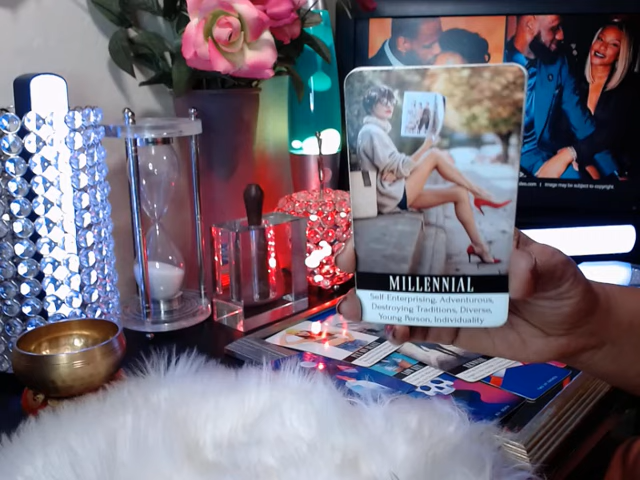 MILLENNIAL
Self-Enterprising, Adventurous,
Destroying Traditions, Diverse,
Young Person, Individuality
Image may be subject to copyright